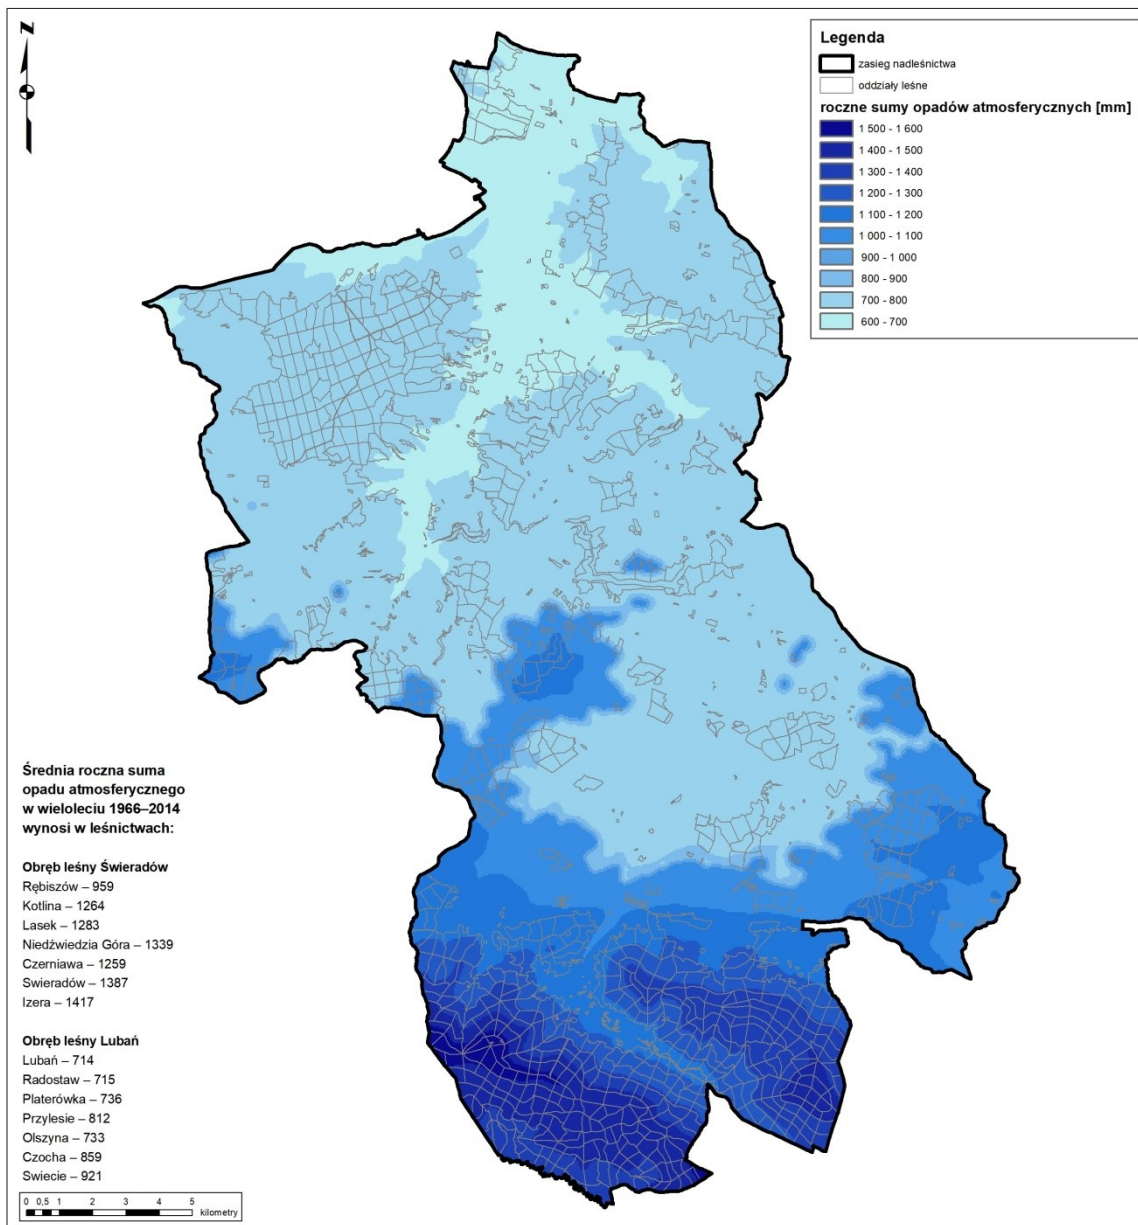 N
Legenda
zasięg nadleśnictwa
oddziały leśne
roczne sumy opadów atmosferycznych [mm]
1 500 - 1 600
1 400 - 1 500
1 300 - 1 400
1 200 - 1 300
1 100 - 1 200
1 000 - 1 100
900 - 1 000
800 - 900
700 - 800
600 - 700
Średnia roczna suma
opadu atmosferycznego
w wieloleciu 1966–2014
wynosi w leśnictwach:
Obręb leśny Świeradów
Rębiszów – 959
Kotlina – 1264
Lasek – 1283
Niedźwiedzia Góra – 1339
Czerniawa – 1259
Swieradów – 1387
Izera – 1417
Obręb leśny Lubań
Lubań – 714
Radostaw – 715
Platerówka – 736
Przylesie – 812
Olszyna – 733
Czocha – 859
Swiecie – 921
0 0,5 1 2 3 4 5
kilometry